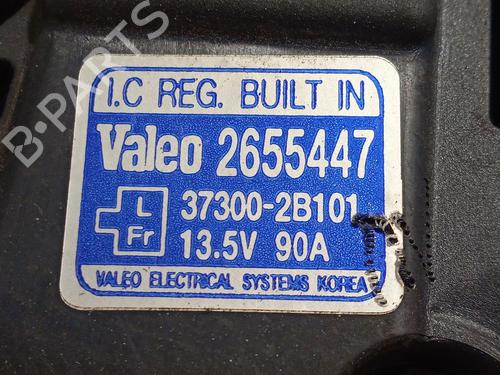 B-PARTS
I.C REG. BUILT IN
Valeo 2655447
L 37300-2B101
Fr 13.5V 90A
VALEO ELECTRICAL SYSTEMS KOREA